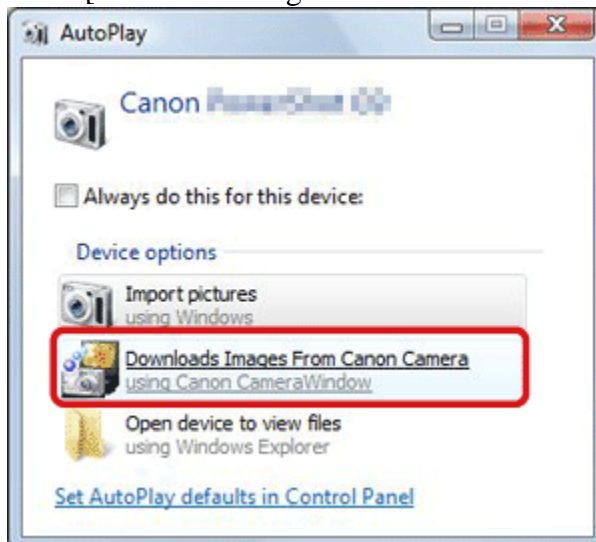 AutoPlay
Canon
Always do this for this device:
Device options
Import pictures
using Windows
Downloads Images From Canon Camera
using Canon CameraWindow
Open device to view files
using Windows Explorer
Set AutoPlay defaults in Control Panel